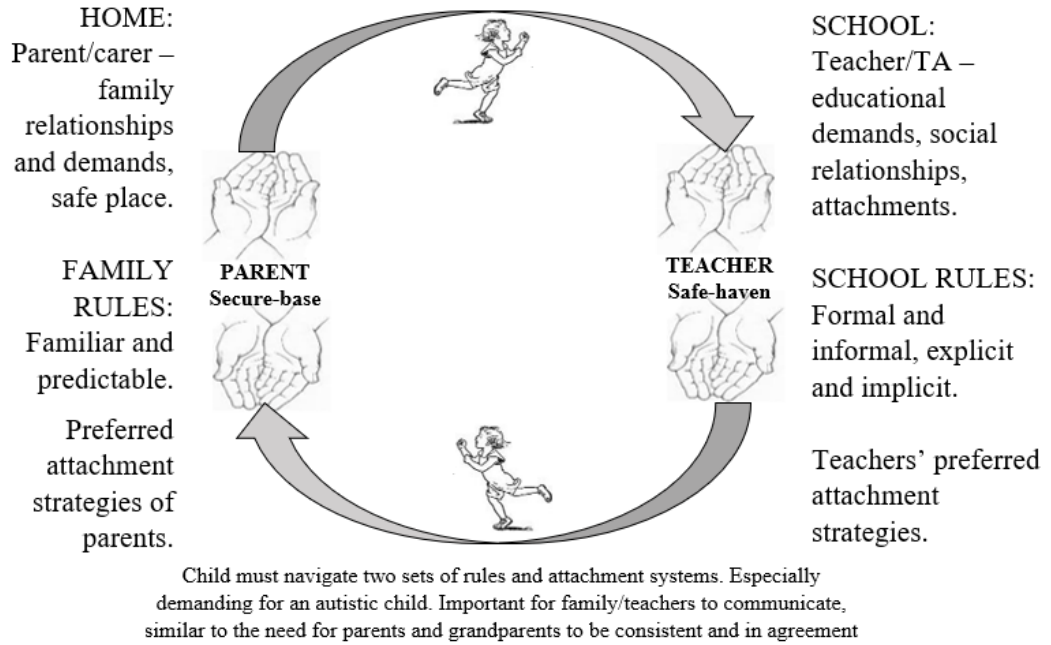 HOME:
Parent/carer –
family
relationships
and demands,
safe place.
FAMILY
RULES:
Familiar and
predictable.
Preferred
attachment
strategies of
parents.
PARENT
Secure-base
TEACHER
Safe-haven
SCHOOL:
Teacher/TA –
educational
demands, social
relationships,
attachments.
SCHOOL RULES:
Formal and
informal, explicit
and implicit.
Teachers’ preferred
attachment
strategies.
Child must navigate two sets of rules and attachment systems. Especially
demanding for an autistic child. Important for family/teachers to communicate,
similar to the need for parents and grandparents to be consistent and in agreement